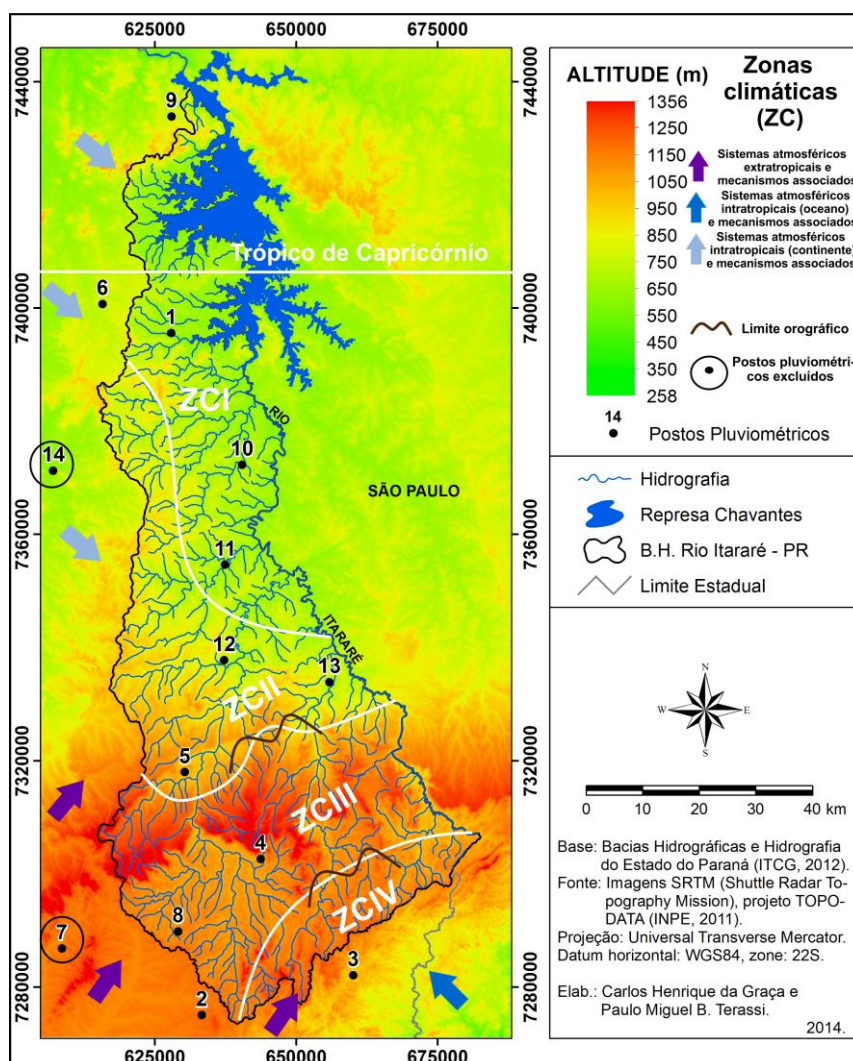 625000 650000 675000
7440000
7400000
7360000
7320000
7280000
9
Trópico de Capricórnio
6
1
ZCI
RIO
14
10
SÃO PAULO
11
ITARARÉ
12
13
ZCII
5
ZCIII
4
ZCIV
8
7
3
2
7440000
7400000
7360000
7320000
7280000
625000 650000 675000
ALTITUDE (m)
1356
1250
1150
1050
950
850
750
650
550
450
350
258
Zonas
climáticas
(ZC)
Sistemas atmosféricos
extratropicais e
mecanismos associados
Sistemas atmosféricos
intratropicais (oceano)
e mecanismos associados
Sistemas atmosféricos
intratropicais (continente)
e mecanismos associados
Limite orográfico
Postos pluviométri-
cos excluídos
14
Postos Pluviométricos
Hidrografia
Represa Chavantes
B.H. Rio Itararé - PR
Limite Estadual
N
W E
S
0 10 20 30 40 km
Base: Bacias Hidrográficas e Hidrografia
do Estado do Paraná (ITCG, 2012).
Fonte: Imagens SRTM (Shuttle Radar To-
pography Mission), projeto TOPO-
DATA (INPE, 2011).
Projeção: Universal Transverse Mercator.
Datum horizontal: WGS84, zone: 22S.
Elab.: Carlos Henrique da Graça e
Paulo Miguel B. Terassi.
2014.